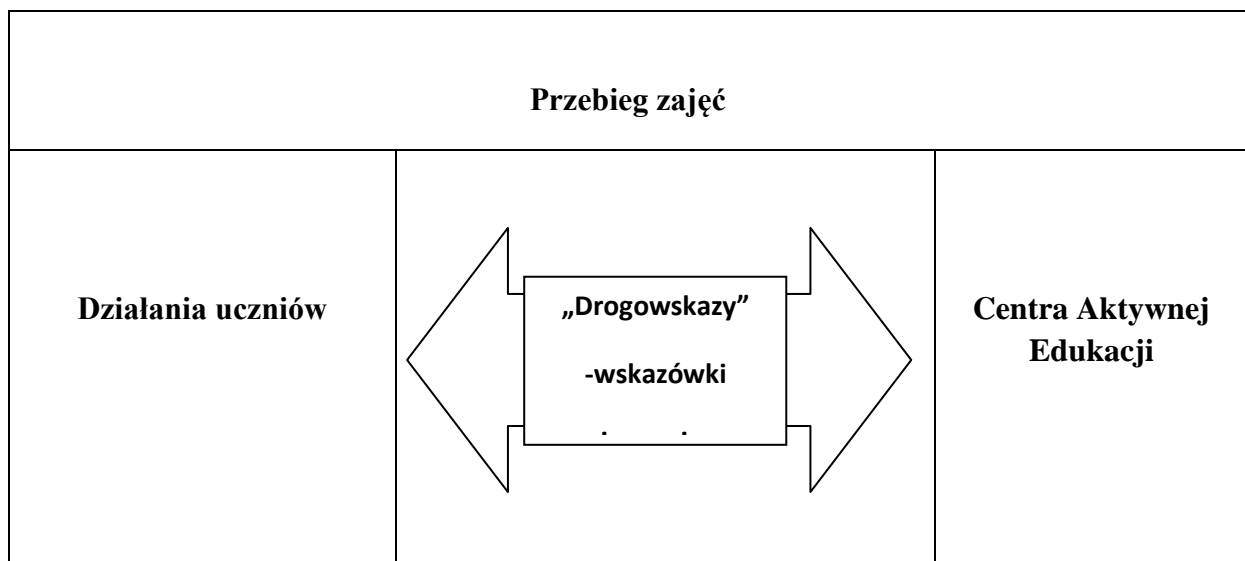 Przebieg zajęć
Działania uczniów
„Drogowskazy”
-wskazówki
Centra Aktywnej
Edukacji